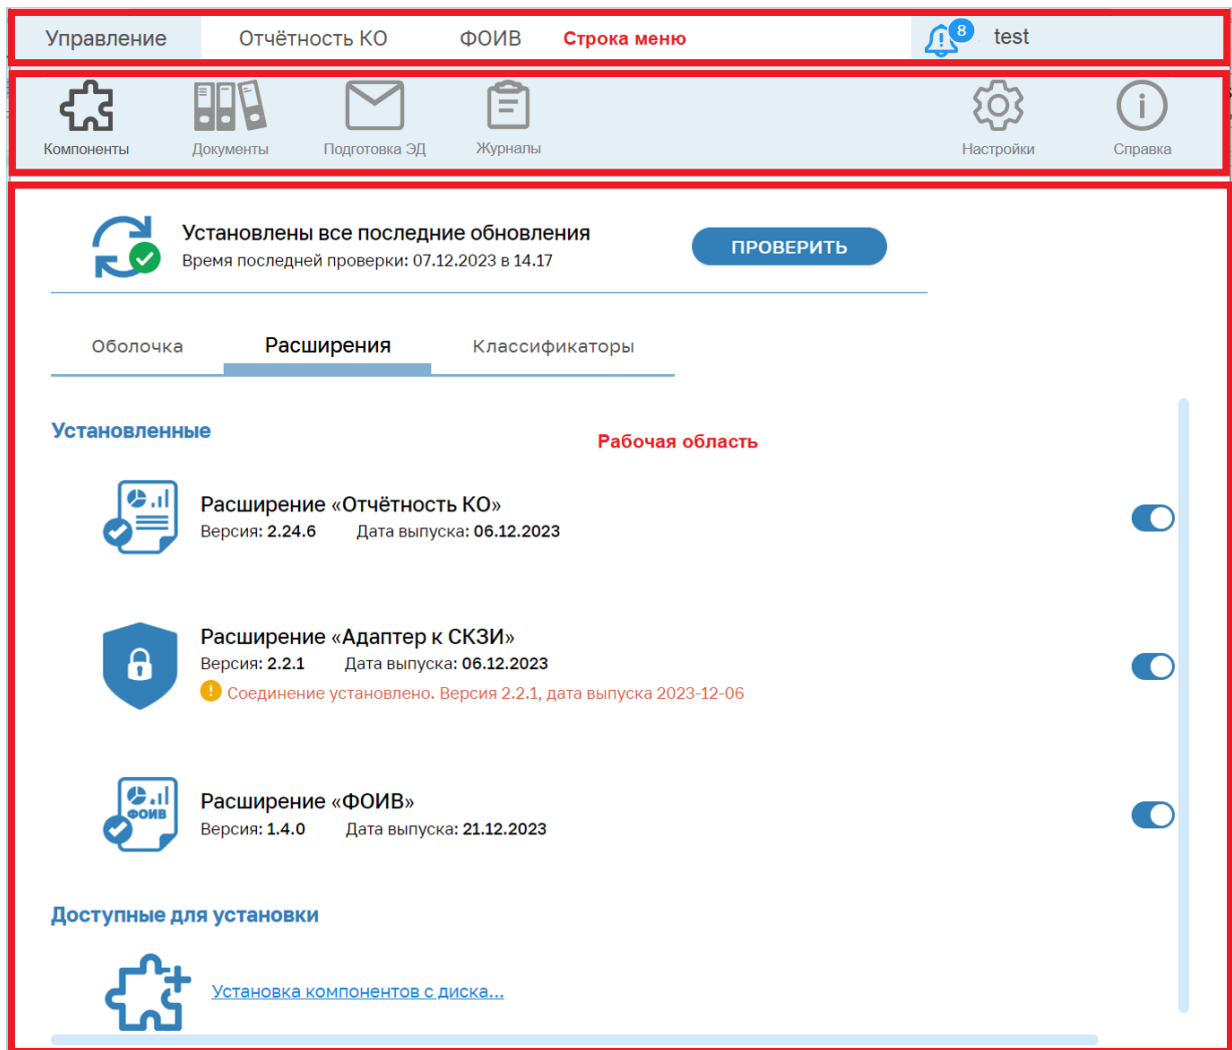 Управление Отчётность КО ФОИВ Строка меню 8 test
Компоненты Документы Подготовка ЭД Журналы Настройки Справка
Установлены все последние обновления
Время последней проверки: 07.12.2023 в 14.17
ПРОВЕРИТЬ
Оболочка Расширения Классификаторы
Установленные
Рабочая область
Расширение «Отчётность КО»
Версия: 2.24.6 Дата выпуска: 06.12.2023
Расширение «Адаптер к СКЗИ»
Версия: 2.2.1 Дата выпуска: 06.12.2023
Соединение установлено. Версия 2.2.1, дата выпуска 2023-12-06
ФОИВ
Расширение «ФОИВ»
Версия: 1.4.0 Дата выпуска: 21.12.2023
Доступные для установки
Установка компонентов с диска...